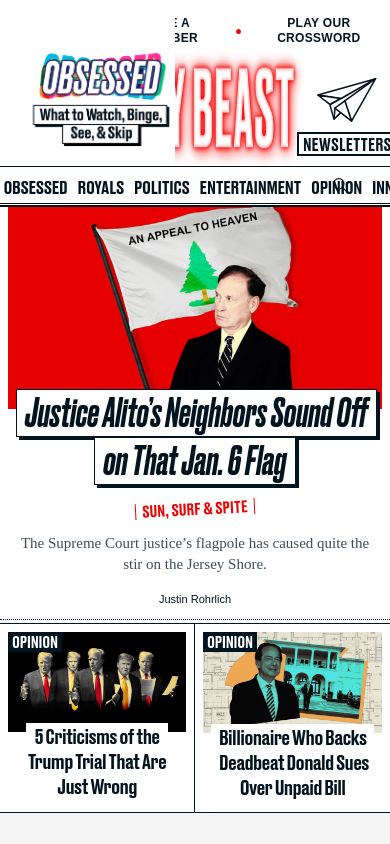 E A
BER
PLAY OUR
CROSSWORD
OBSESSED
What to Watch, Binge,
See, & Skip
Y BEAST
NEWSLETTERS
OBSESSED ROYALS POLITICS ENTERTAINMENT OPINION INN
AN APPEAL TO HEAVEN
Justice Alito's Neighbors Sound Off
on That Jan. 6 Flag
SUN, SURF & SPITE
The Supreme Court justice's flagpole has caused quite the
stir on the Jersey Shore.
Justin Rohrlich
OPINION
5 Criticisms of the
Trump Trial That Are
Just Wrong
OPINION
Billionaire Who Backs
Deadbeat Donald Sues
Over Unpaid Bill